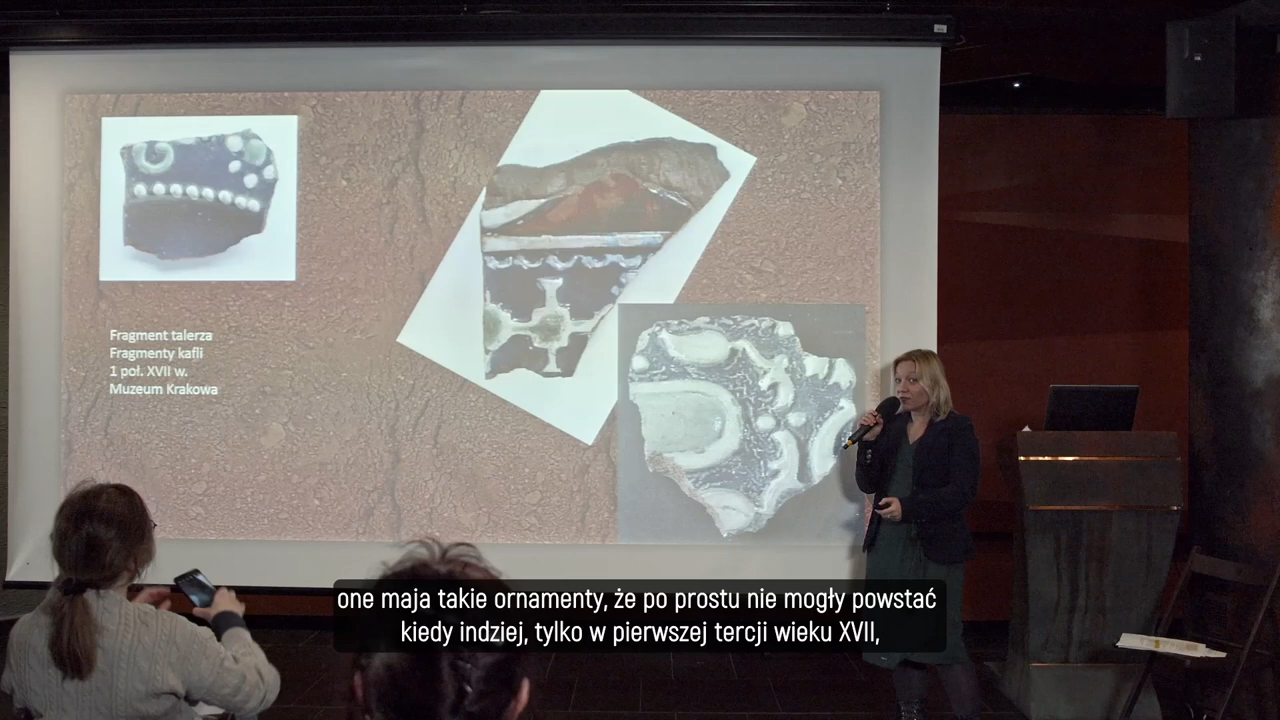 Fragment talerza
Fragmenty kafli
1 poł. XVII w.
Muzeum Krakowa
one maja takie ornamenty, że po prostu nie mogły powstać
kiedy indziej, tylko w pierwszej tercji wieku XVII,